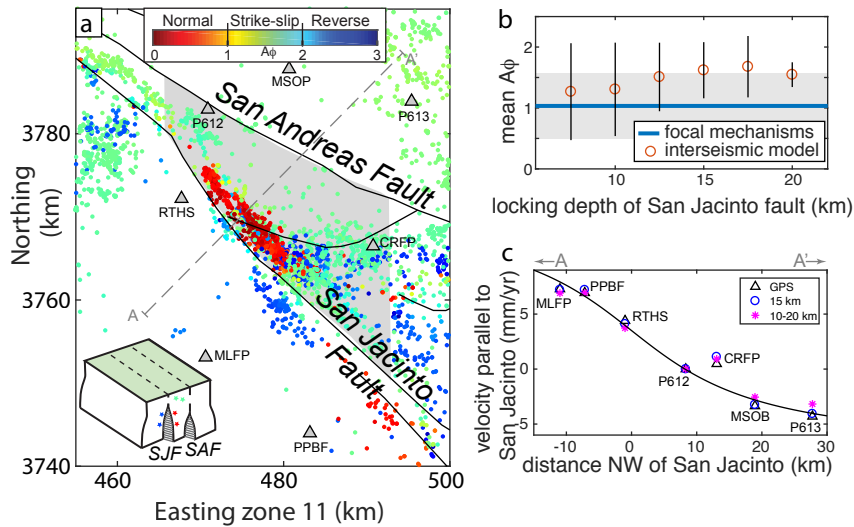 a
Normal
Strike-slip
Reverse
0
1
Aϕ
2
3
A'
MSOP
P612
P613
San Andreas Fault
RTHS
CRFP
San Jacinto
Fault
A
MLFP
PPBF
SJF
SAF
3780
3760
3740
Northing
(km)
460
480
500
Easting zone 11 (km)
b
2
1
0
mean Aϕ
focal mechanisms
interseismic model
10
15
20
locking depth of San Jacinto fault (km)
c
A
A'
GPS
15 km
10-20 km
MLFP
PPBF
RTHS
P612
CRFP
MSOB
P613
5
0
-5
velocity parallel to
San Jacinto (mm/yr)
-10
0
10
20
30
distance NW of San Jacinto (km)